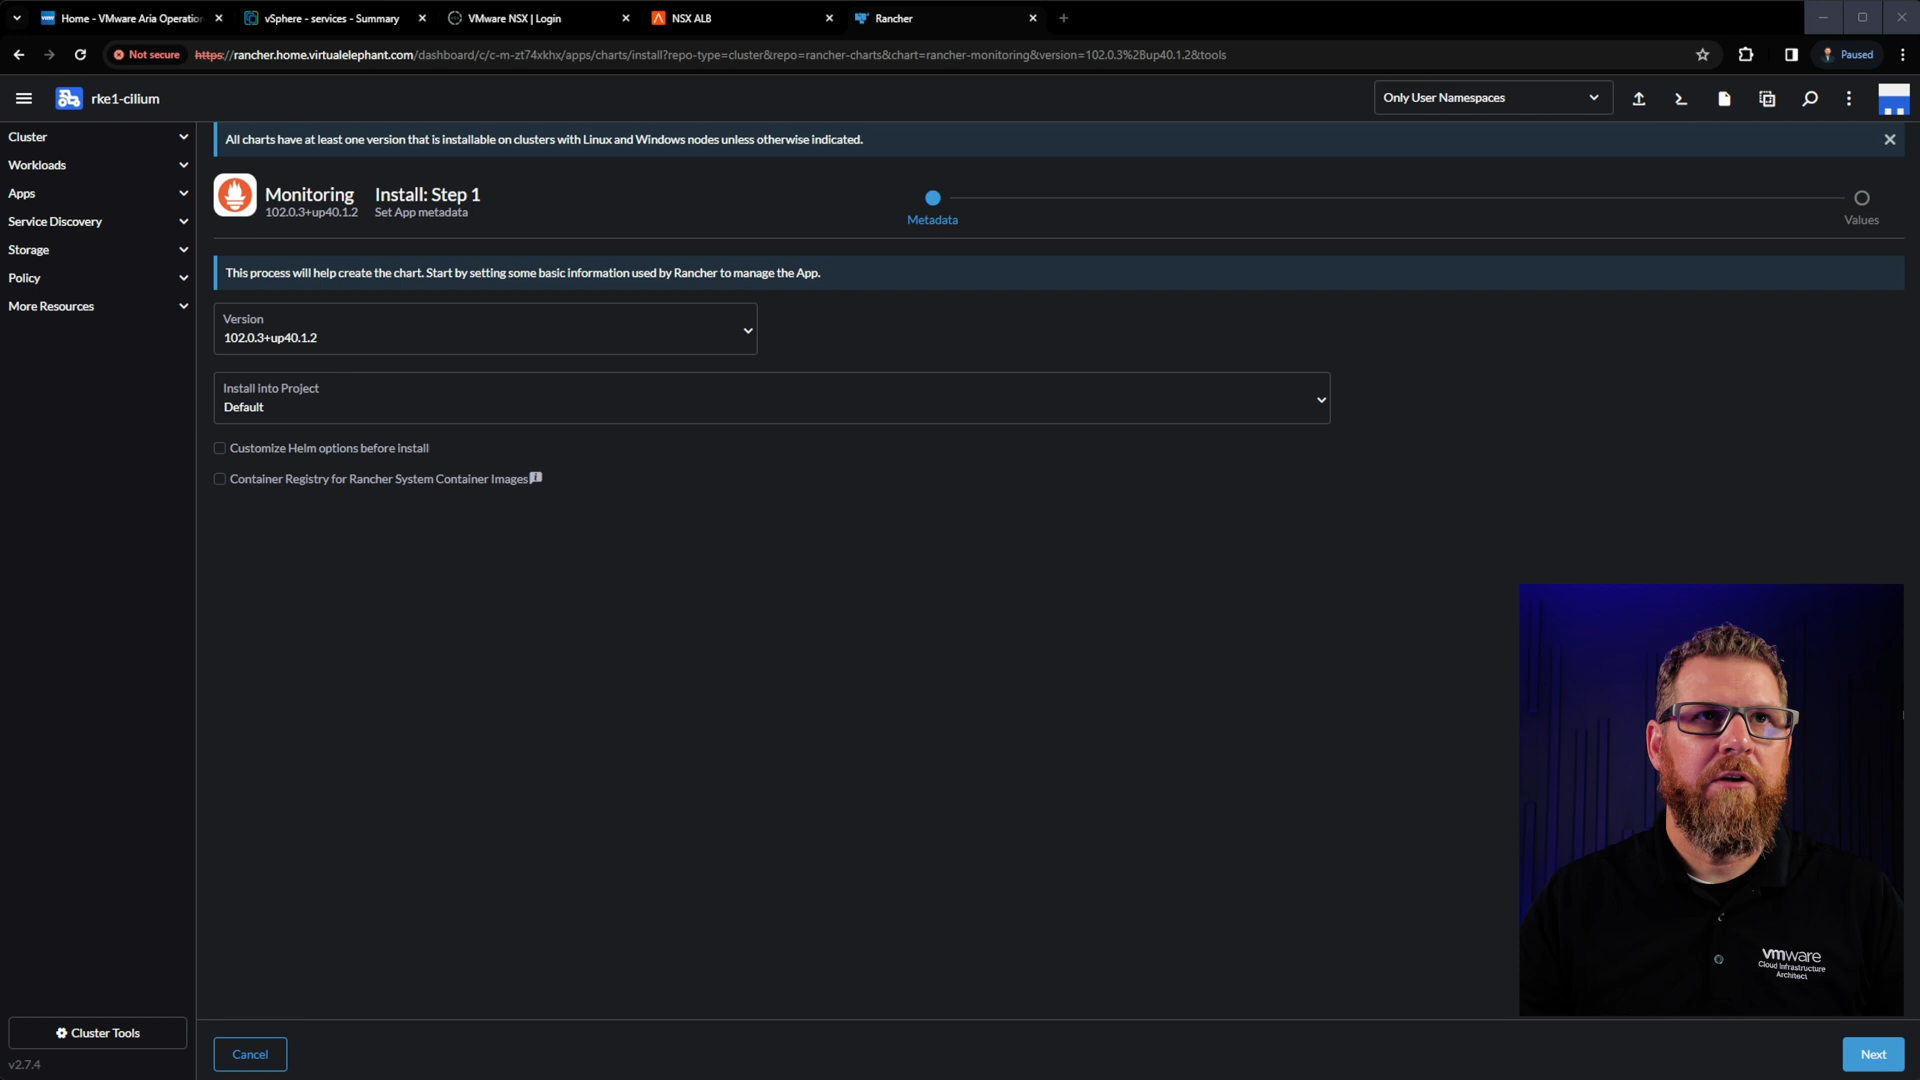 Home - VMware Aria Operatio
vSphere - services - Summary
VMware NSX | Login
NSX ALB
Rancher
Not secure
https://rancher.home.virtualelephant.com/dashboard/c/c-m-zt74xkhx/apps/charts/install?repo-type=cluster&repo=rancher-charts&chart=rancher-monitoring&version=102.0.3%2Bup40.1.2&tools
Paused
rke1-cilium
Only User Namespaces
Cluster
Workloads
Apps
Service Discovery
Storage
Policy
More Resources
All charts have at least one version that is installable on clusters with Linux and Windows nodes unless otherwise indicated.
Monitoring
102.0.3+up40.1.2
Install: Step 1
Set App metadata
Metadata
Values
This process will help create the chart. Start by setting some basic information used by Rancher to manage the App.
Version
102.0.3+up40.1.2
Install into Project
Default
Customize Helm options before install
Container Registry for Rancher System Container Images
vmware
Cloud Infrastructure
Architect
Cluster Tools
v2.7.4
Cancel
Next